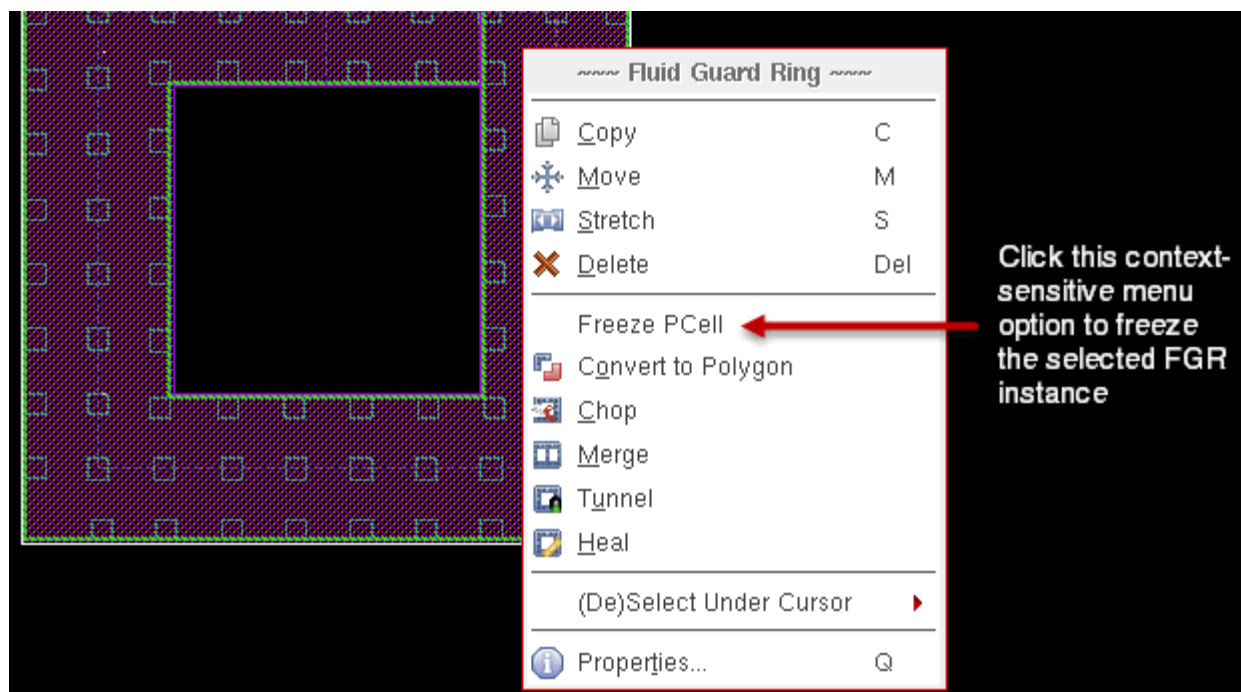 ~~~~ Fluid Guard Ring ~~~~
Copy C
Move M
Stretch S
Delete Del
Freeze PCell
Convert to Polygon
Chop
Merge
Tunnel
Heal
(De)Select Under Cursor
Properties... Q
Click this context-
sensitive menu
option to freeze
the selected FGR
instance